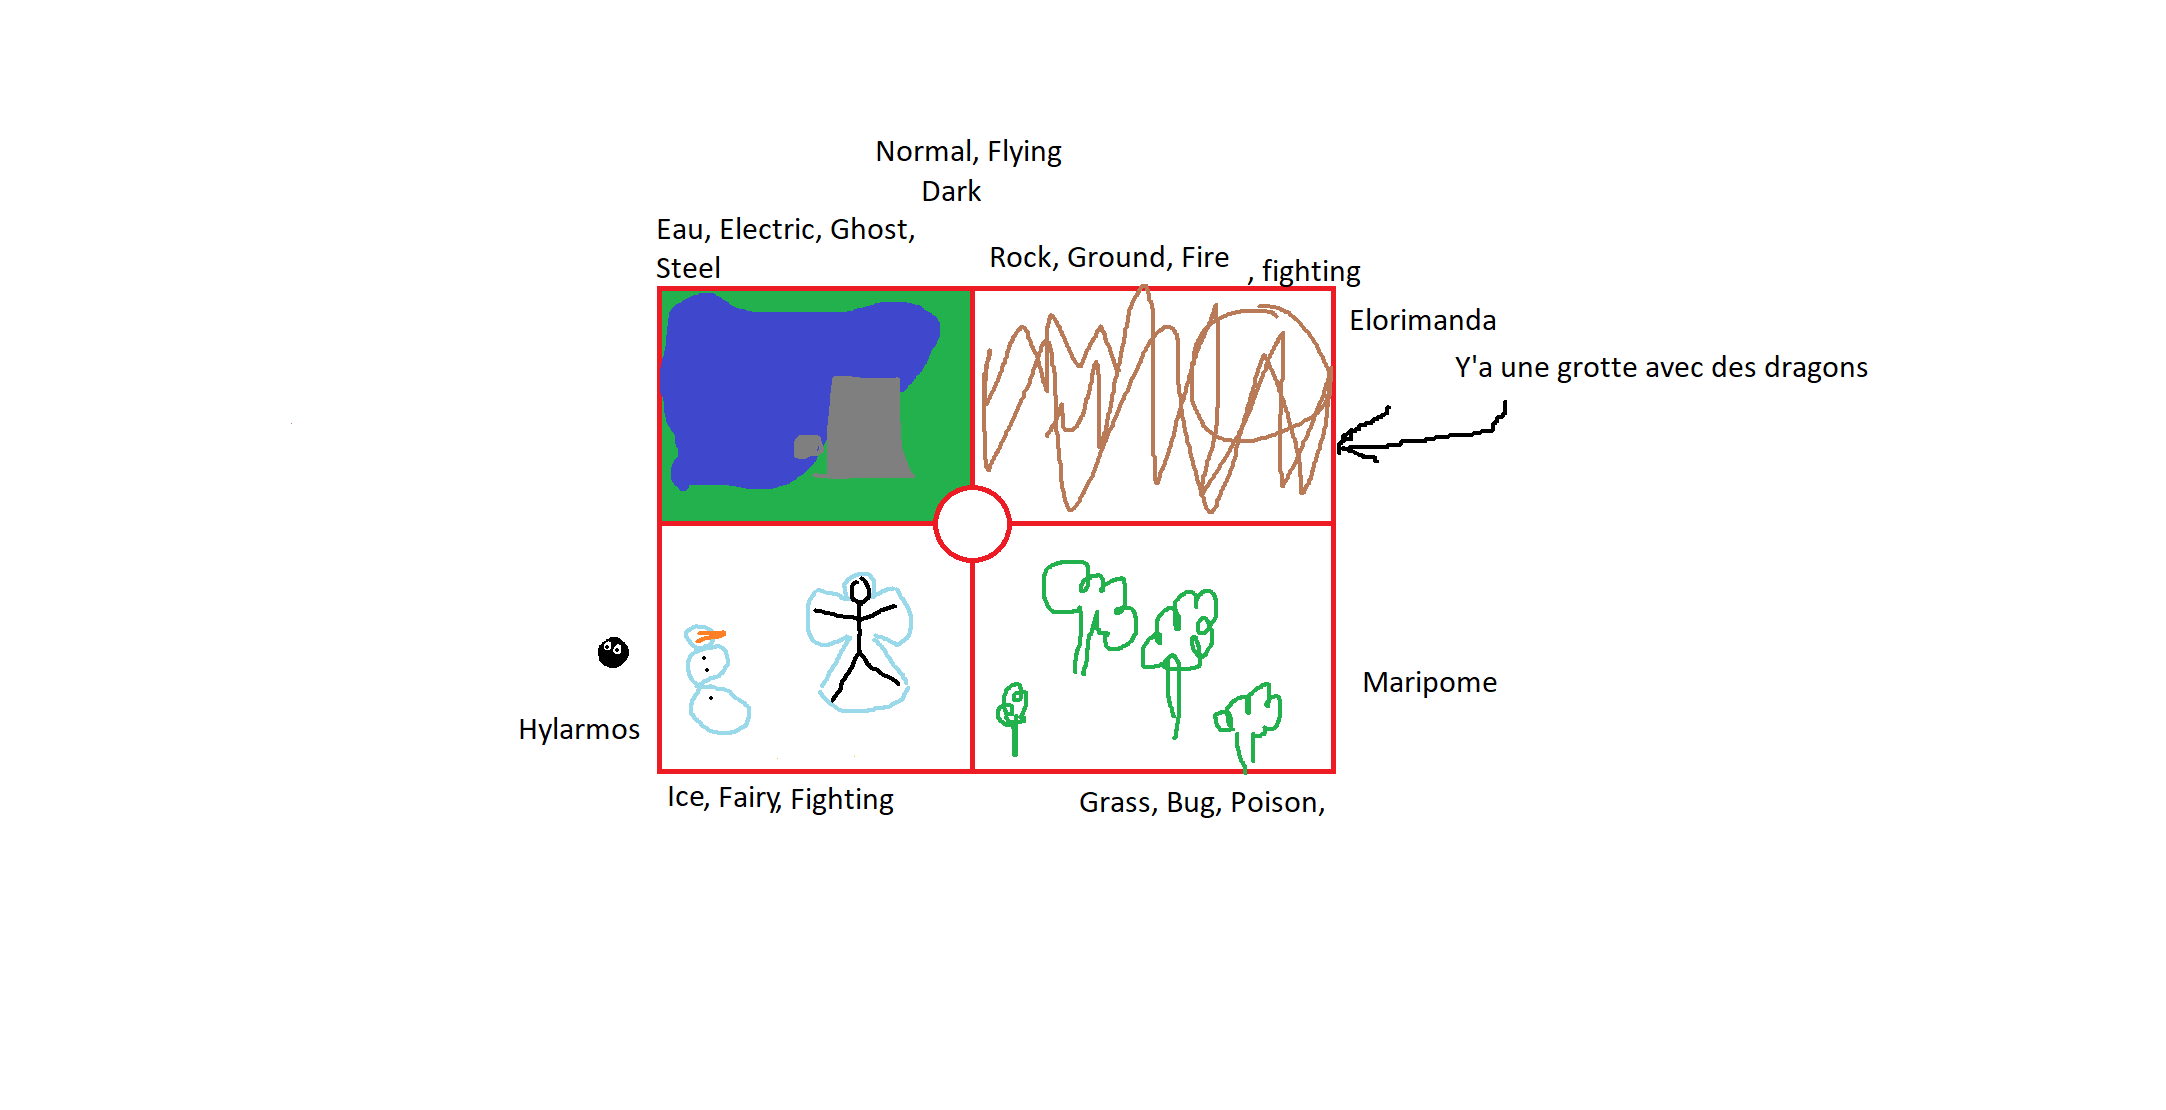 Normal, Flying
Dark
Eau, Electric, Ghost,
Steel
Rock, Ground, Fire
, fighting
Elorimanda
Y'a une grotte avec des dragons
Maripome
Hylarmos
Ice, Fairy, Fighting
Grass, Bug, Poison,